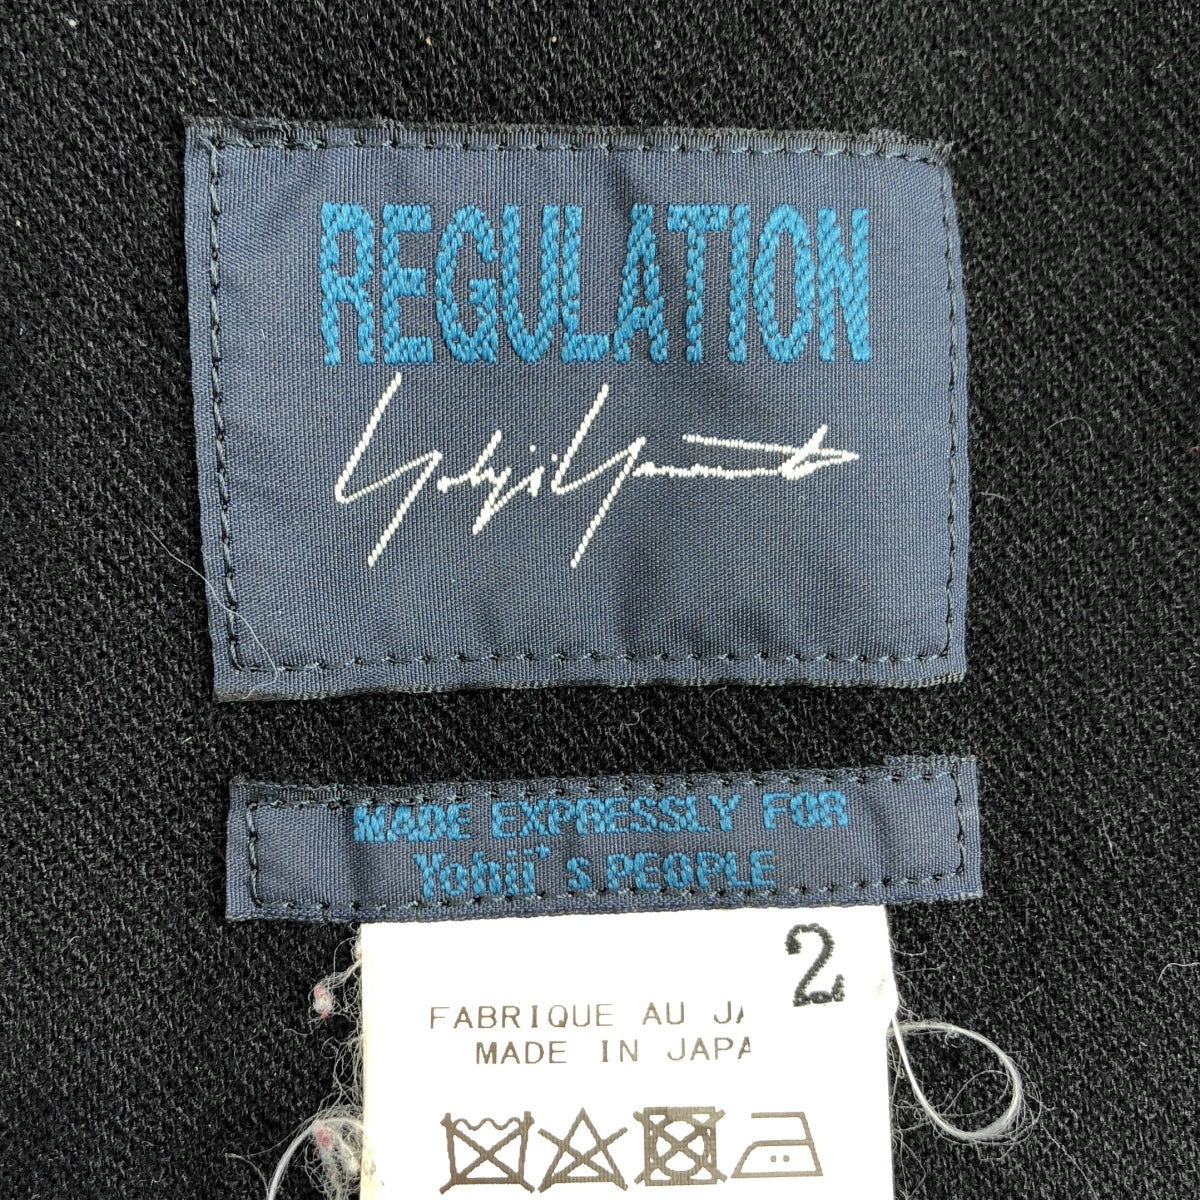 REGULATION
Yohji Yamamoto
MADE EXPRESSLY FOR
Yohji's PEOPLE
2
FABRIQUE AU JA
MADE IN JAPA